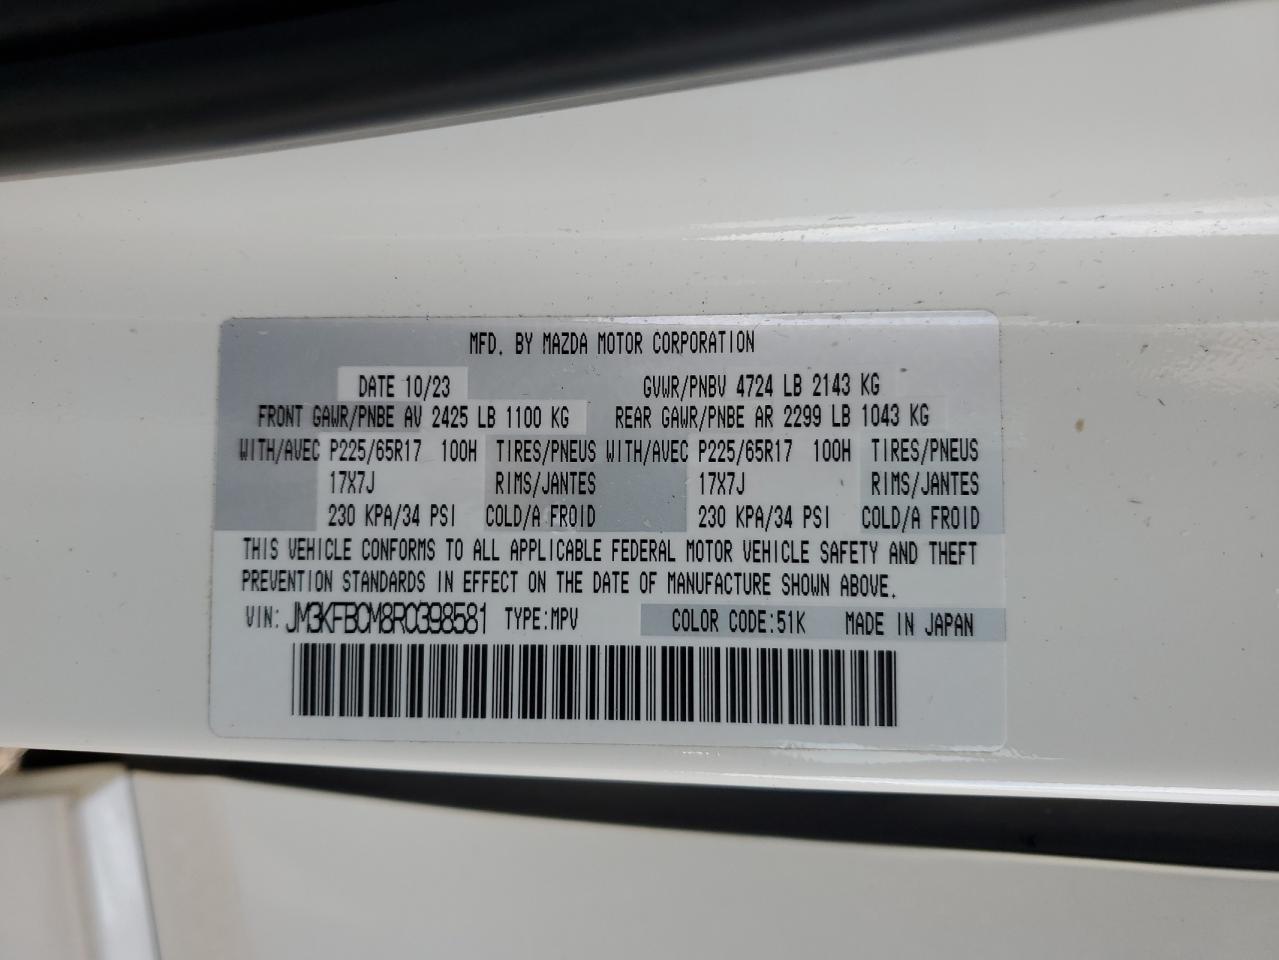 MFD. BY MAZDA MOTOR CORPORATION
DATE 10/23 GVWR/PNBV 4724 LB 2143 KG
FRONT GAWR/PNBE AV 2425 LB 1100 KG REAR GAWR/PNBE AR 2299 LB 1043 KG
WITH/AVEC P225/65R17 100H TIRES/PNEUS WITH/AVEC P225/65R17 100H TIRES/PNEUS
17X7J RIMS/JANTES 17X7J RIMS/JANTES
230 KPA/34 PSI COLD/A FROID 230 KPA/34 PSI COLD/A FROID
THIS VEHICLE CONFORMS TO ALL APPLICABLE FEDERAL MOTOR VEHICLE SAFETY AND THEFT
PREVENTION STANDARDS IN EFFECT ON THE DATE OF MANUFACTURE SHOWN ABOVE.
VIN: JM3KFBCM8R0398581 TYPE:MPV COLOR CODE:51K MADE IN JAPAN